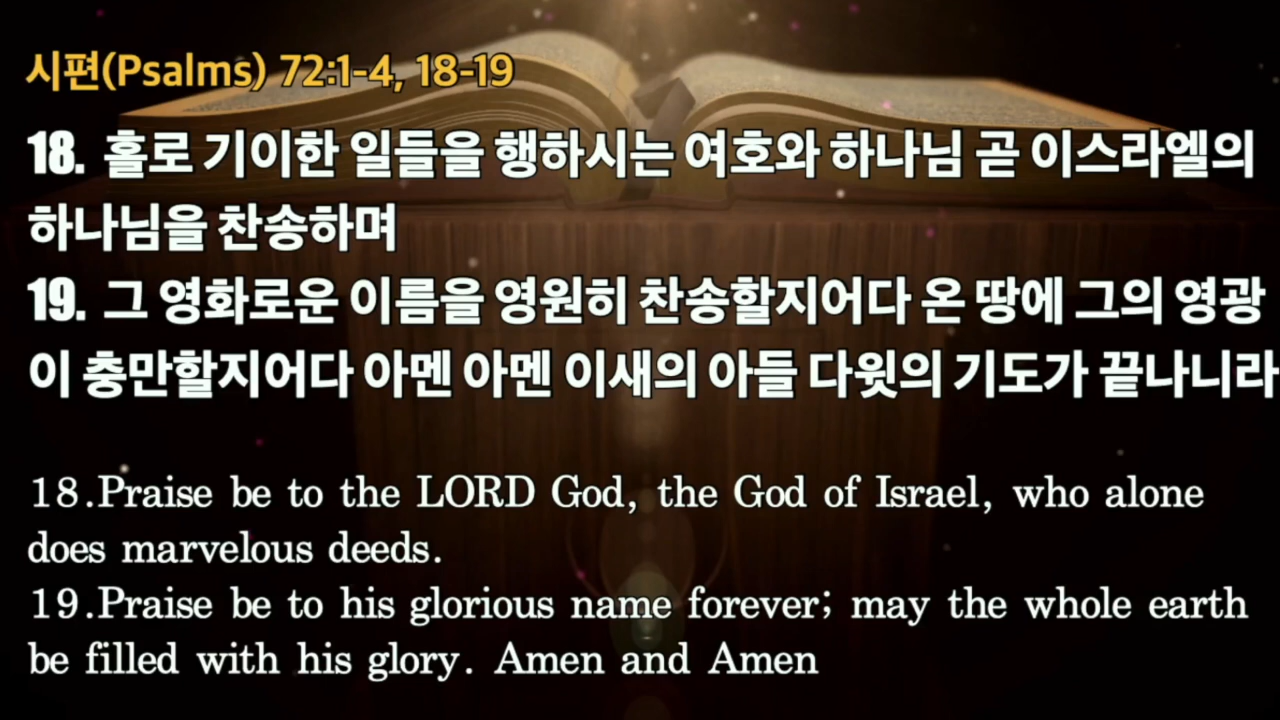 시편(Psalms) 72:1-4, 18-19
18. 홀로 기이한 일들을 행하시는 여호와 하나님 곧 이스라엘의
하나님을 찬송하며
19. 그 영화로운 이름을 영원히 찬송할지어다 온 땅에 그의 영광
이 충만할지어다 아멘 아멘 이새의 아들 다윗의 기도가 끝나니라
18.Praise be to the LORD God, the God of Israel, who alone
does marvelous deeds.
19.Praise be to his glorious name forever; may the whole earth
be filled with his glory. Amen and Amen